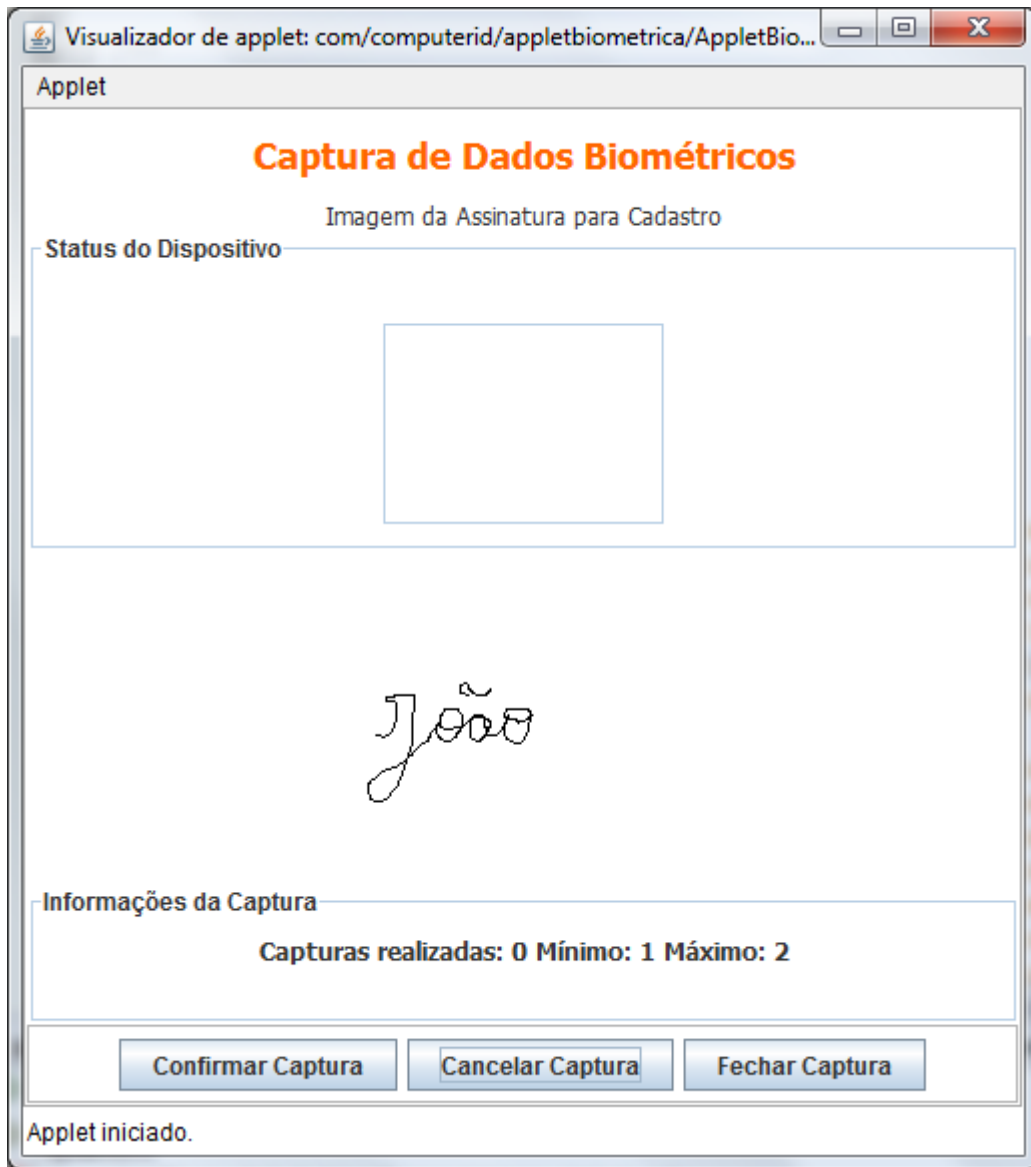 Visualizador de applet: com/computerid/appletbiometrica/AppletBio...
Applet
Captura de Dados Biométricos
Imagem da Assinatura para Cadastro
Status do Dispositivo
João
Informações da Captura
Capturas realizadas: 0 Mínimo: 1 Máximo: 2
Confirmar Captura Cancelar Captura Fechar Captura
Applet iniciado.